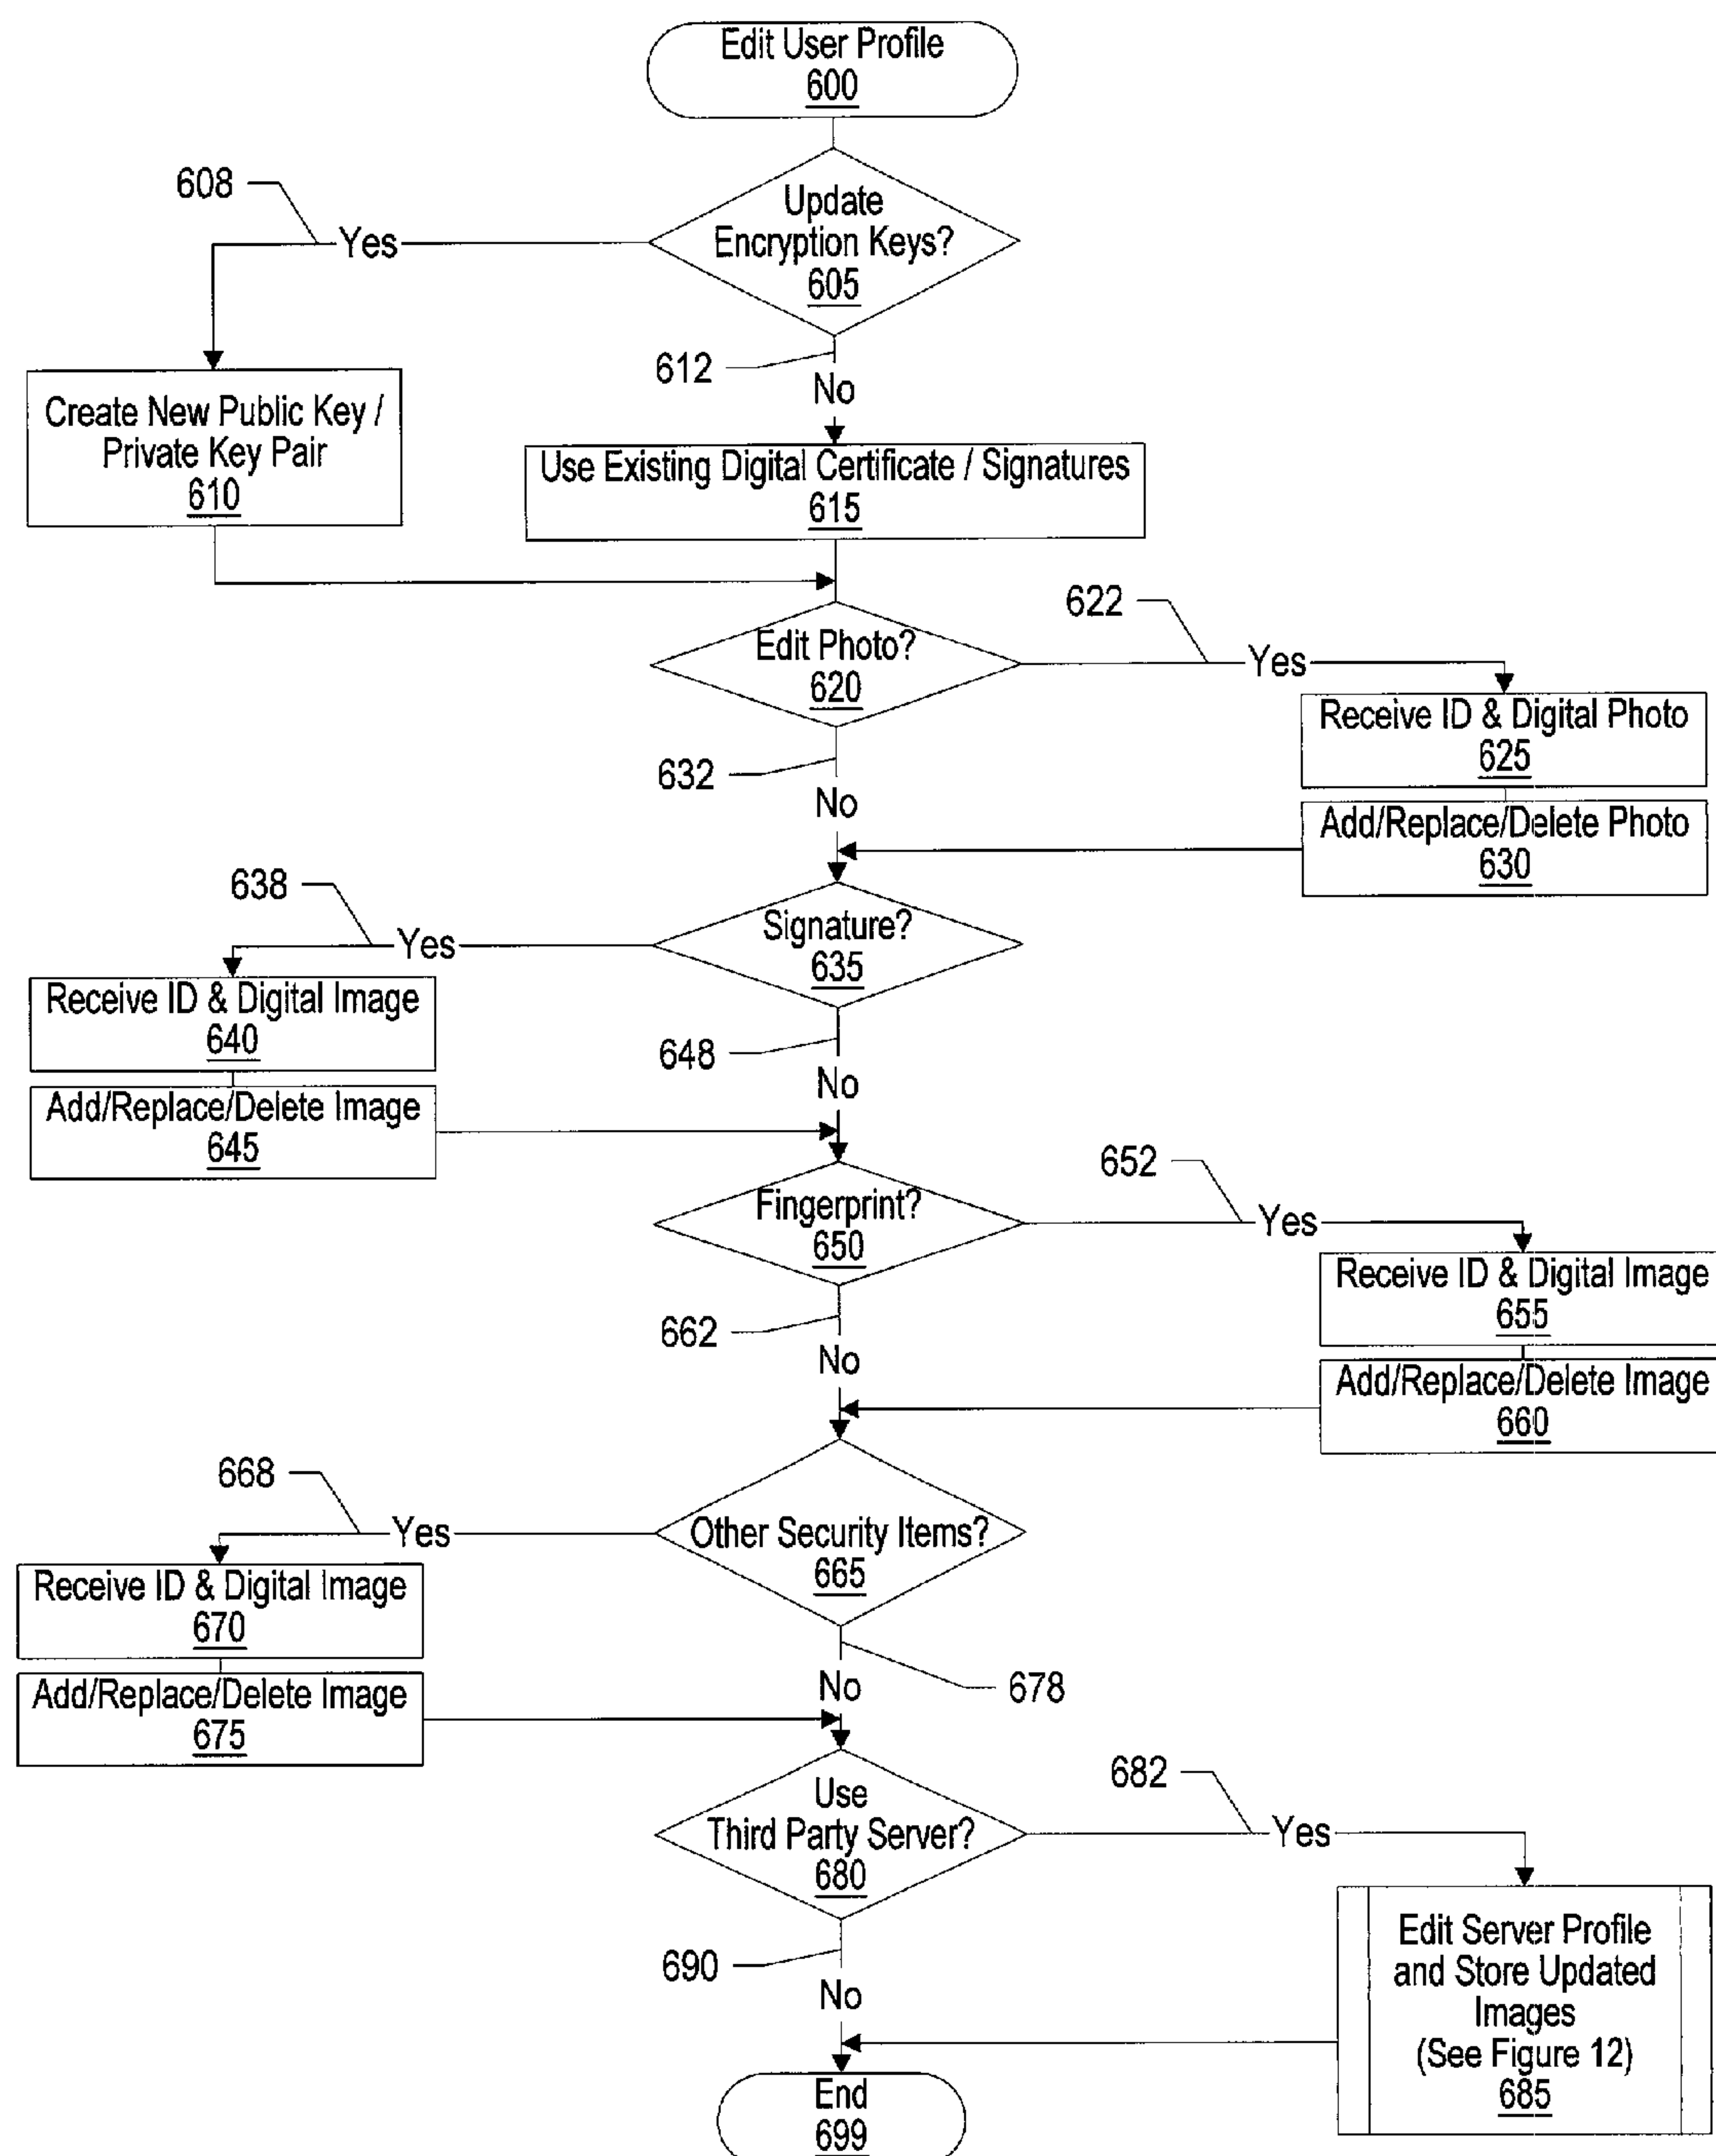 Edit User Profile
600
608
Yes
Update
Encryption Keys?
605
612
No
Create New Public Key /
Private Key Pair
610
Use Existing Digital Certificate / Signatures
615
622
Edit Photo?
620
Yes
Receive ID & Digital Photo
625
632
No
Add/Replace/Delete Photo
630
638
Yes
Signature?
635
Receive ID & Digital Image
640
648
No
Add/Replace/Delete Image
645
652
Fingerprint?
650
Yes
Receive ID & Digital Image
655
662
No
Add/Replace/Delete Image
660
668
Yes
Other Security Items?
665
Receive ID & Digital Image
670
678
No
Add/Replace/Delete Image
675
682
Use
Third Party Server?
680
Yes
690
No
Edit Server Profile
and Store Updated
Images
(See Figure 12)
685
End
699